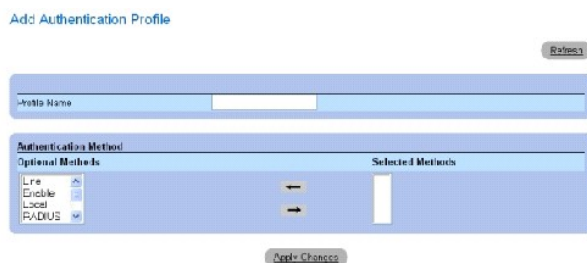 Add Authentication Profile
Refresh
Profile Name
Authentication Method
Optional Methods Selected Methods
Line
Enable
Local
RADIUS
Apply Changes